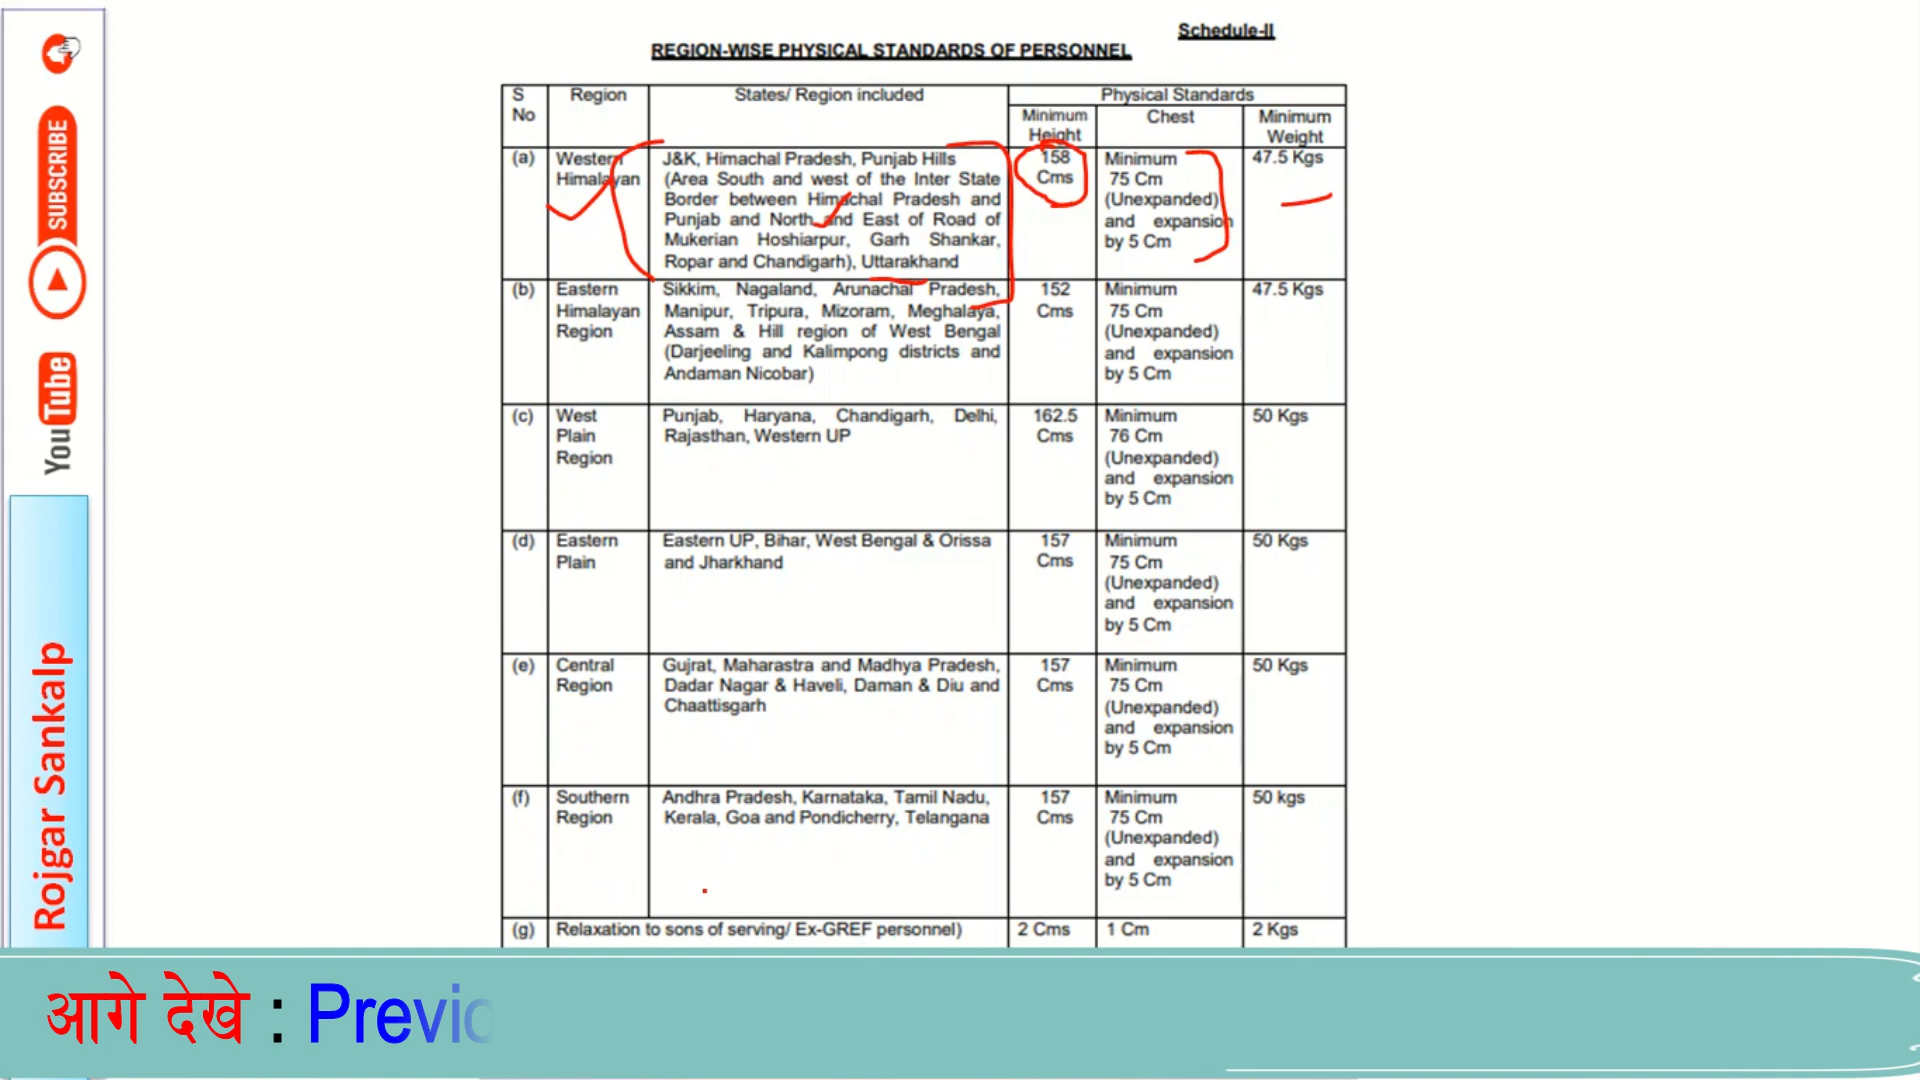 Schedule-II
REGION-WISE PHYSICAL STANDARDS OF PERSONNEL
S No
Region
States/ Region included
Physical Standards
Minimum Height
Chest
Minimum Weight
(a)
Western
Himalayan
J&K, Himachal Pradesh, Punjab Hills
(Area South and west of the Inter State
Border between Himachal Pradesh and
Punjab and North and East of Road of
Mukerian Hoshiarpur, Garh Shankar,
Ropar and Chandigarh), Uttarakhand
158
Cms
Minimum
75 Cm
(Unexpanded)
and expansion
by 5 Cm
47.5 Kgs
(b)
Eastern
Himalayan
Region
Sikkim, Nagaland, Arunachal Pradesh,
Manipur, Tripura, Mizoram, Meghalaya,
Assam & Hill region of West Bengal
(Darjeeling and Kalimpong districts and
Andaman Nicobar)
152
Cms
Minimum
75 Cm
(Unexpanded)
and expansion
by 5 Cm
47.5 Kgs
(c)
West
Plain
Region
Punjab, Haryana, Chandigarh, Delhi,
Rajasthan, Western UP
162.5
Cms
Minimum
76 Cm
(Unexpanded)
and expansion
by 5 Cm
50 Kgs
(d)
Eastern
Plain
Eastern UP, Bihar, West Bengal & Orissa
and Jharkhand
157
Cms
Minimum
75 Cm
(Unexpanded)
and expansion
by 5 Cm
50 Kgs
(e)
Central
Region
Gujrat, Maharastra and Madhya Pradesh,
Dadar Nagar & Haveli, Daman & Diu and
Chaattisgarh
157
Cms
Minimum
75 Cm
(Unexpanded)
and expansion
by 5 Cm
50 Kgs
(f)
Southern
Region
Andhra Pradesh, Karnataka, Tamil Nadu,
Kerala, Goa and Pondicherry, Telangana
157
Cms
Minimum
75 Cm
(Unexpanded)
and expansion
by 5 Cm
50 kgs
(g)
Relaxation to sons of serving/ Ex-GREF personnel)
2 Cms
1 Cm
2 Kgs
SUBSCRIBE
YouTube
Rojgar Sankalp
आगे देखे : Previo